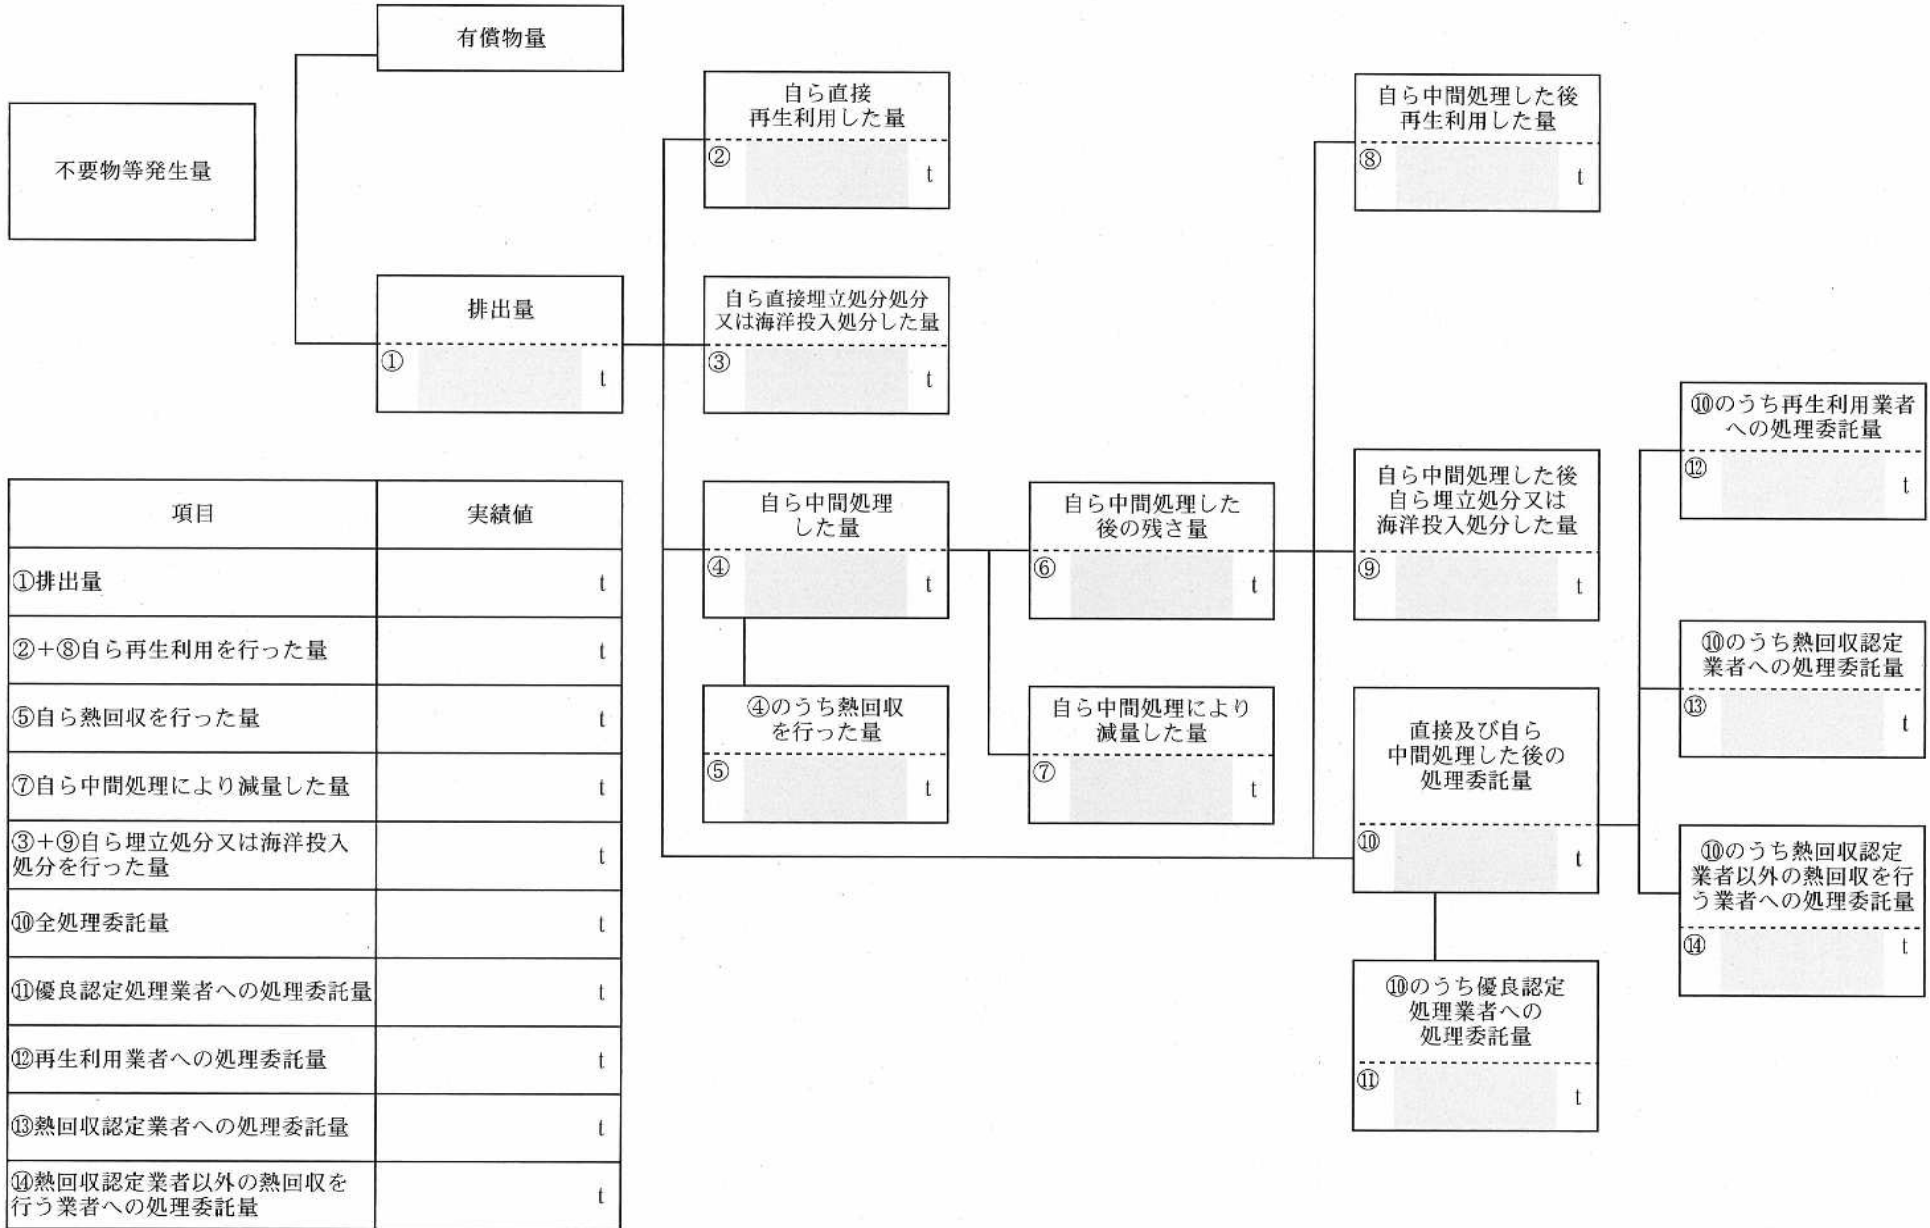 有償物量
不要物等発生量
排出量
①
t
自ら直接
再生利用した量
②
t
自ら直接埋立処分処分
又は海洋投入処分した量
③
t
自ら中間処理
した量
④
t
④のうち熱回収
を行った量
⑤
t
自ら中間処理した
後の残さ量
⑥
t
自ら中間処理により
減量した量
⑦
t
自ら中間処理した後
再生利用した量
⑧
t
自ら中間処理した後
自ら埋立処分又は
海洋投入処分した量
⑨
t
直接及び自ら
中間処理した後の
処理委託量
⑩
t
⑩のうち優良認定
処理業者への
処理委託量
⑪
t
⑩のうち再生利用業者
への処理委託量
⑫
t
⑩のうち熱回収認定
業者への処理委託量
⑬
t
⑩のうち熱回収認定
業者以外の熱回収を行
う業者への処理委託量
⑭
t
項目 実績値
①排出量 t
②+⑧自ら再生利用を行った量 t
⑤自ら熱回収を行った量 t
⑦自ら中間処理により減量した量 t
③+⑨自ら埋立処分又は海洋投入
処分を行った量 t
⑩全処理委託量 t
⑪優良認定処理業者への処理委託量 t
⑫再生利用業者への処理委託量 t
⑬熱回収認定業者への処理委託量 t
⑭熱回収認定業者以外の熱回収を
行う業者への処理委託量 t